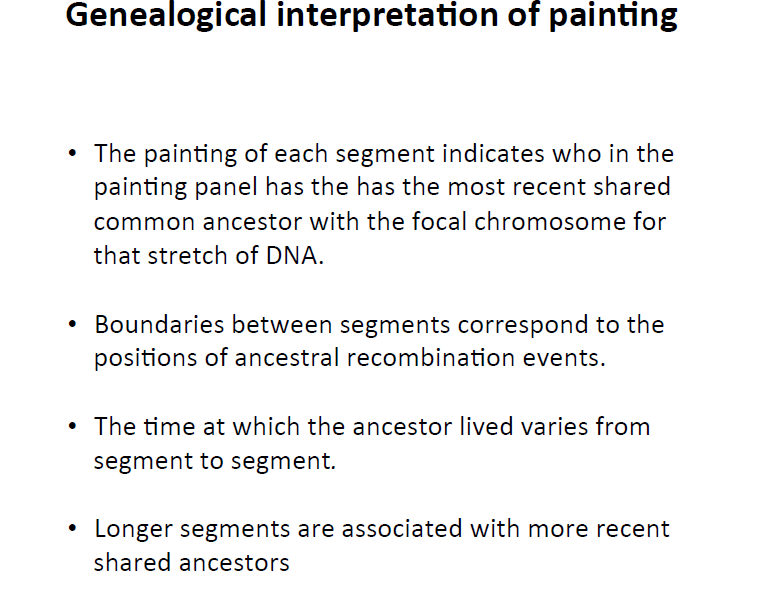 Genealogical interpretation of painting
• The painting of each segment indicates who in the
painting panel has the has the most recent shared
common ancestor with the focal chromosome for
that stretch of DNA.
• Boundaries between segments correspond to the
positions of ancestral recombination events.
• The time at which the ancestor lived varies from
segment to segment.
• Longer segments are associated with more recent
shared ancestors